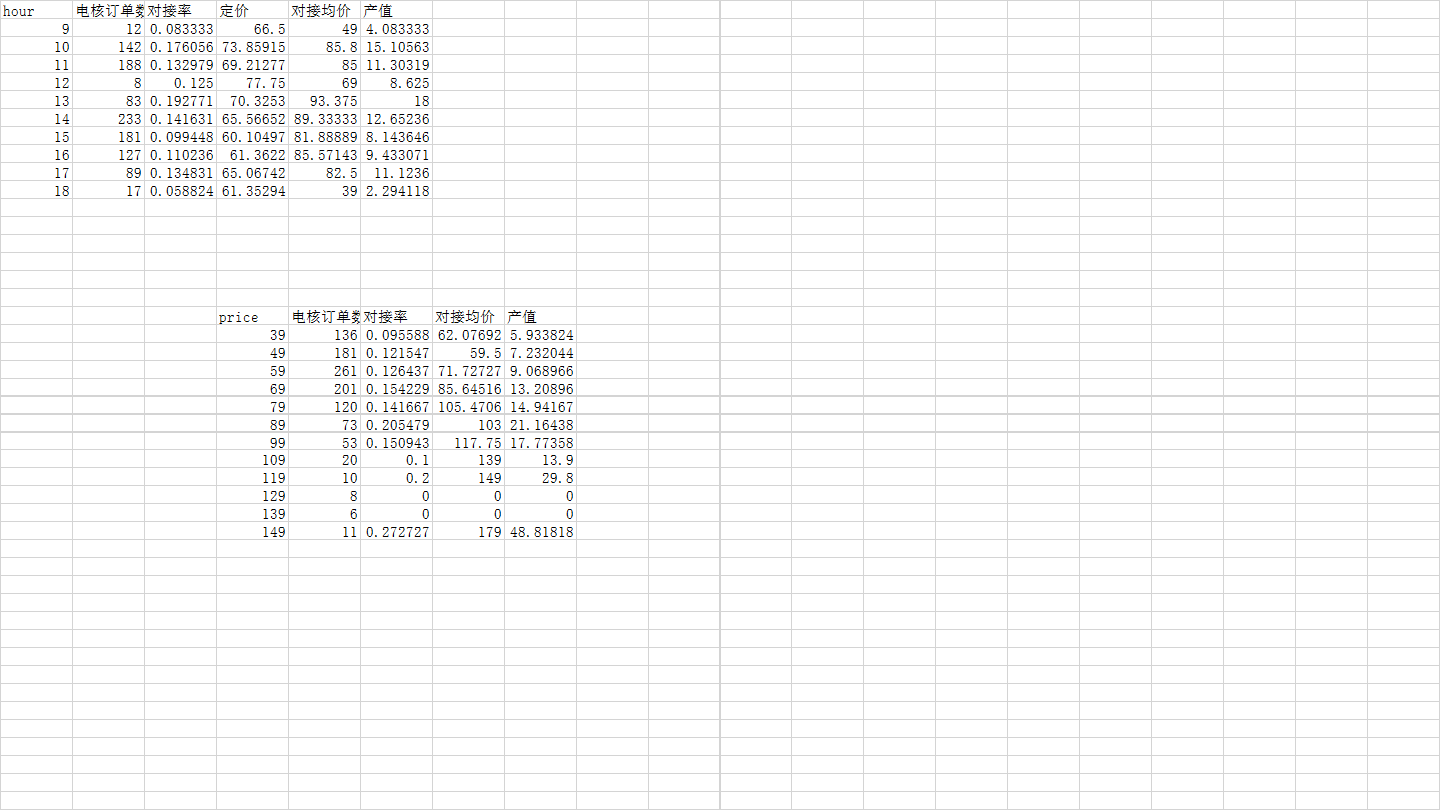 hour 电核订单数 对接率 定价 对接均价 产值
9 12 0.083333 66.5 49 4.083333
10 142 0.176056 73.85915 85.8 15.10563
11 188 0.132979 69.21277 85 11.30319
12 8 0.125 77.75 69 8.625
13 83 0.192771 70.3253 93.375 18
14 233 0.141631 65.56652 89.33333 12.65236
15 181 0.099448 60.10497 81.88889 8.143646
16 127 0.110236 61.3622 85.57143 9.433071
17 89 0.134831 65.06742 82.5 11.1236
18 17 0.058824 61.35294 39 2.294118
price 电核订单数 对接率 对接均价 产值
39 136 0.095588 62.07692 5.933824
49 181 0.121547 59.5 7.232044
59 261 0.126437 71.72727 9.068966
69 201 0.154229 85.64516 13.20896
79 120 0.141667 105.4706 14.94167
89 73 0.205479 103 21.16438
99 53 0.150943 117.75 17.77358
109 20 0.1 139 13.9
119 10 0.2 149 29.8
129 8 0 0 0
139 6 0 0 0
149 11 0.272727 179 48.81818